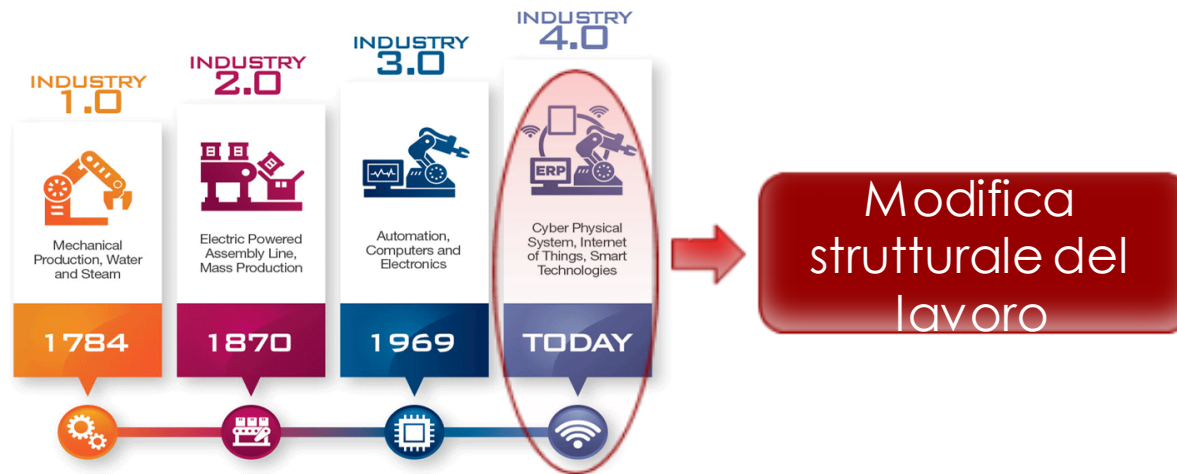 INDUSTRY
1.0
Mechanical
Production, Water
and Steam
1784
INDUSTRY
2.0
Electric Powered
Assembly Line,
Mass Production
1870
INDUSTRY
3.0
Automation,
Computers and
Electronics
1969
INDUSTRY
4.0
ERP
Cyber Physical
System, Internet
of Things, Smart
Technologies
TODAY
Modifica
strutturale del
lavoro